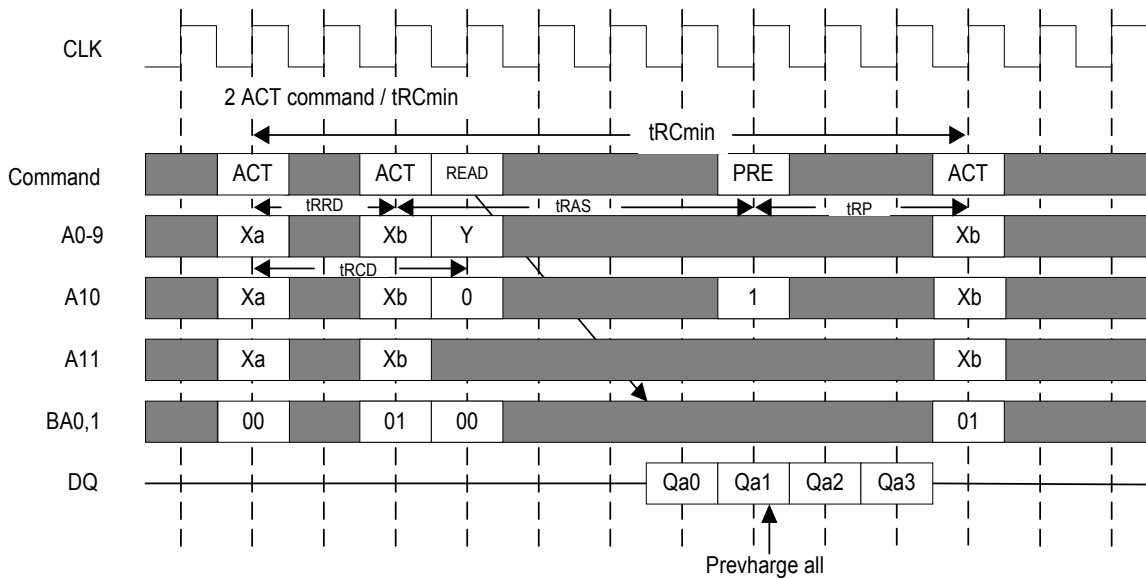 CLK
2 ACT command / tRCmin
tRCmin
Command ACT ACT READ PRE ACT
tRRD tRAS tRP
A0-9 Xa Xb Y Xb
tRCD
A10 Xa Xb 0 1 Xb
A11 Xa Xb Xb
BA0,1 00 01 00 01
DQ Qa0 Qa1 Qa2 Qa3
Prevharge all